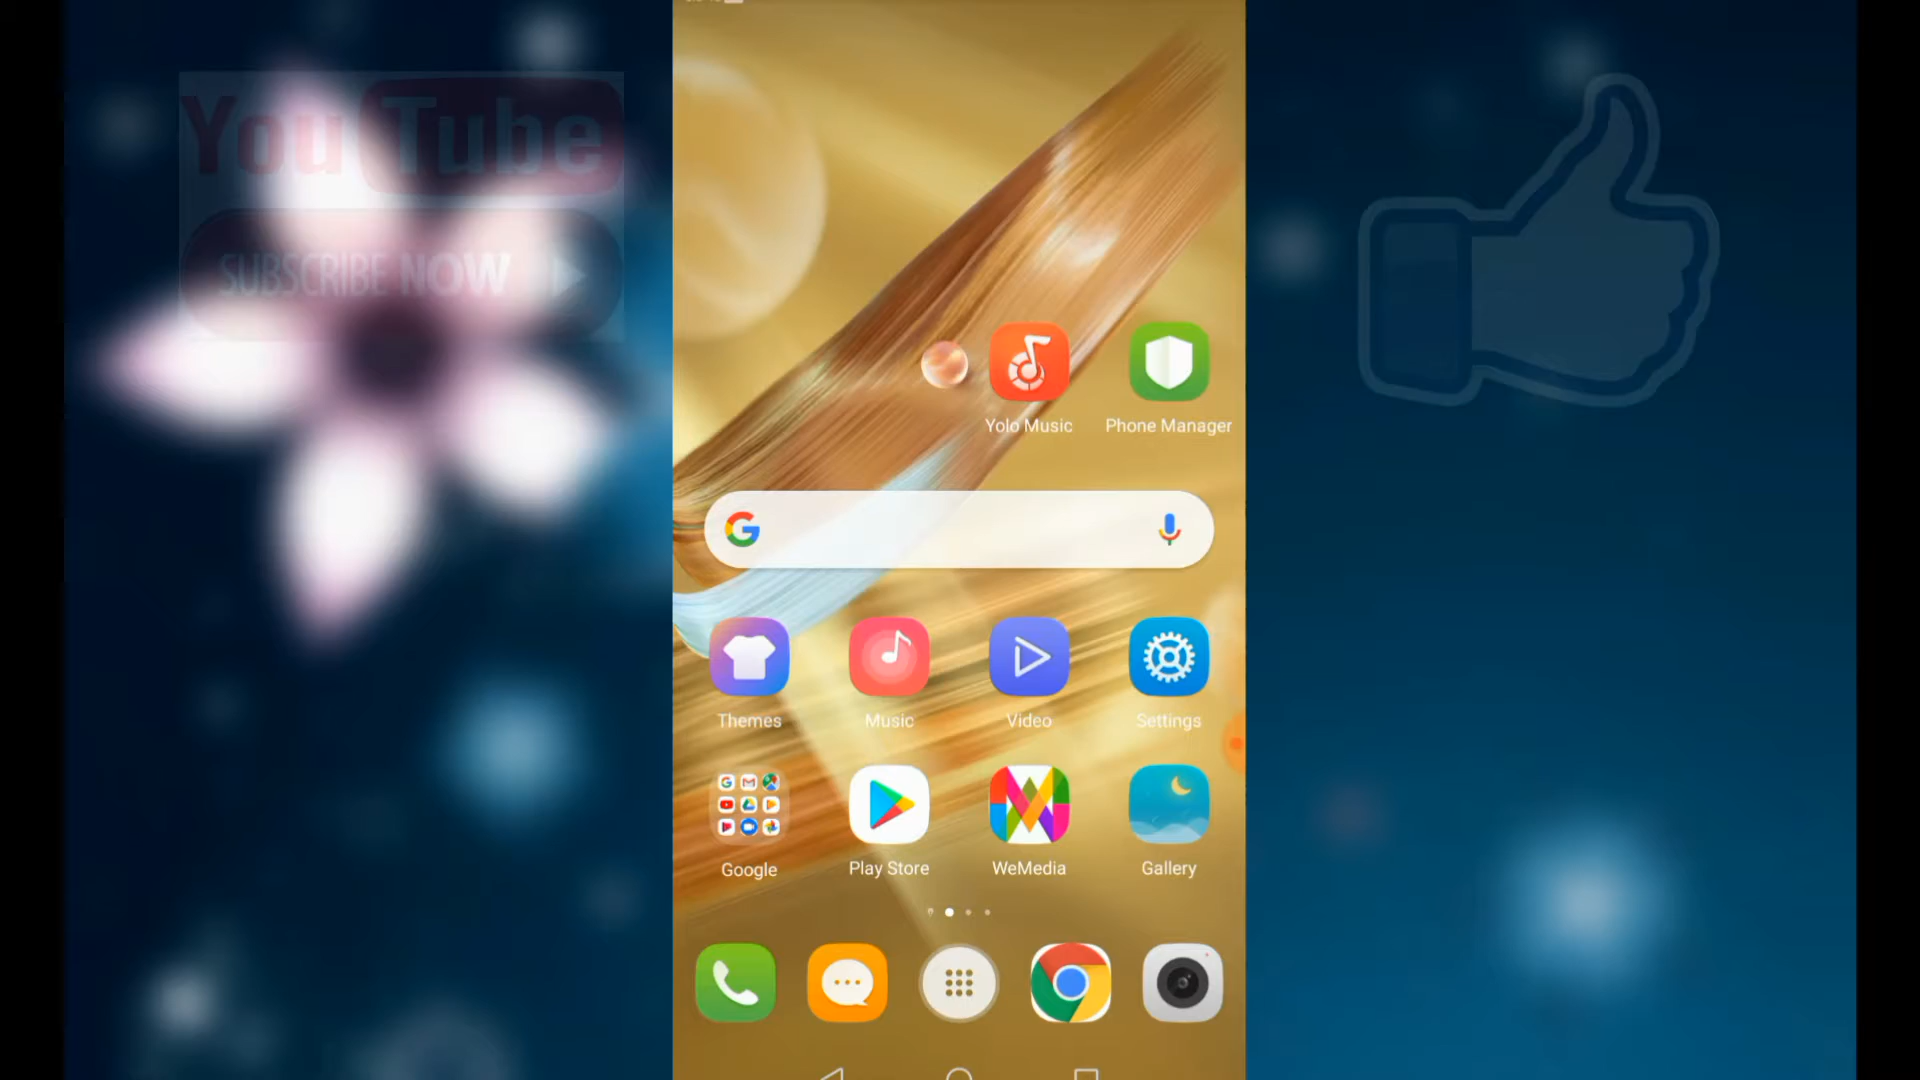 YouTube
SUBSCRIBE NOW
Yolo Music
Phone Manager
Themes
Music
Video
Settings
Google
Play Store
WeMedia
Gallery